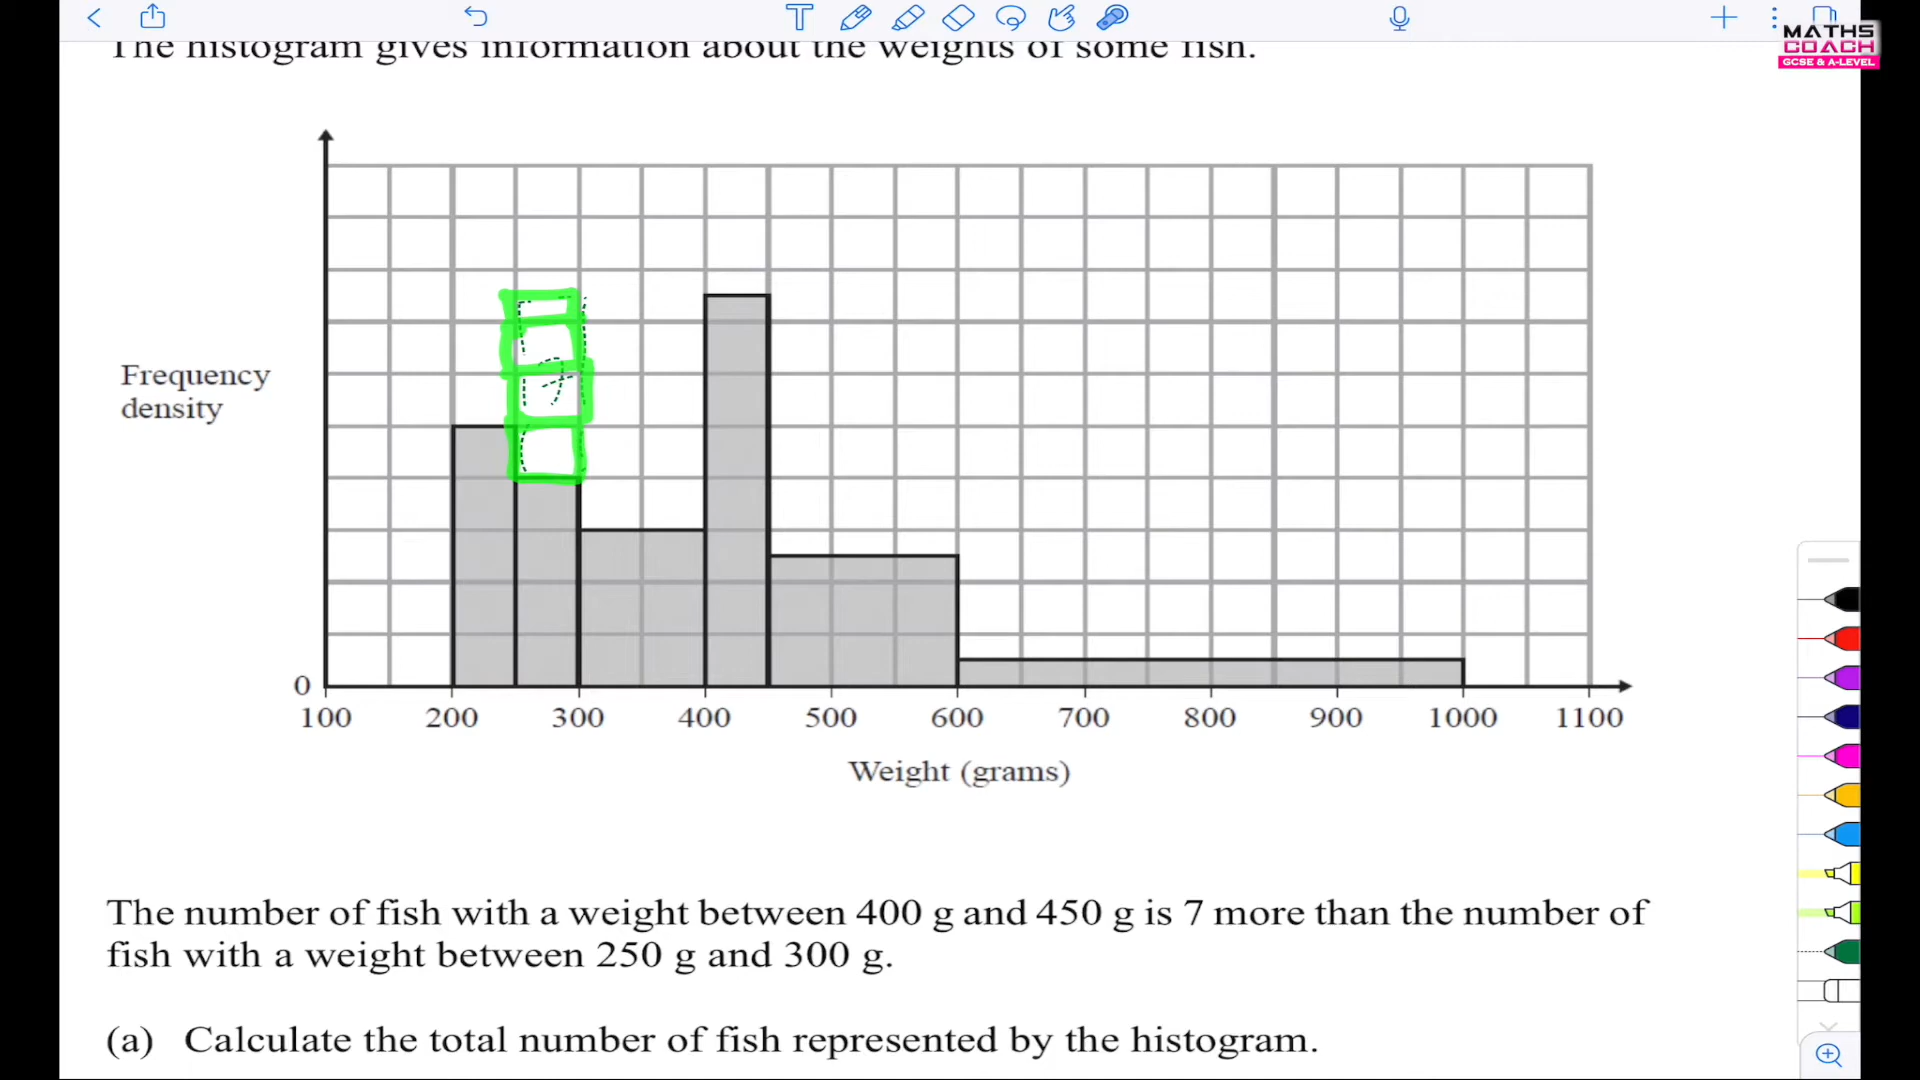 MATHS
COACH
GCSE & A-LEVEL
The histogram gives information about the weights of some fish.
Frequency
density
7
0
100 200 300 400 500 600 700 800 900 1000 1100
Weight (grams)
The number of fish with a weight between 400 g and 450 g is 7 more than the number of
fish with a weight between 250 g and 300 g.
(a) Calculate the total number of fish represented by the histogram.